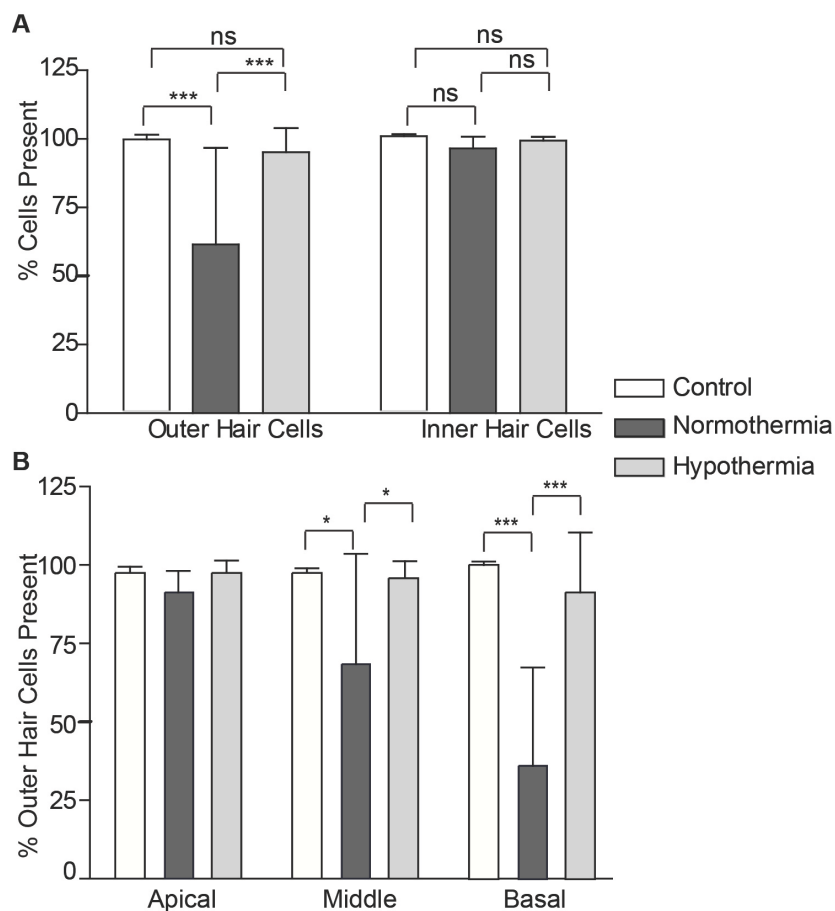 A
ns
ns
***
ns
***
ns
125
100
75
50
25
0
% Cells Present
Outer Hair Cells
Inner Hair Cells
Control
Normothermia
Hypothermia
B
125
100
75
50
25
0
% Outer Hair Cells Present
*
*
***
***
Apical
Middle
Basal